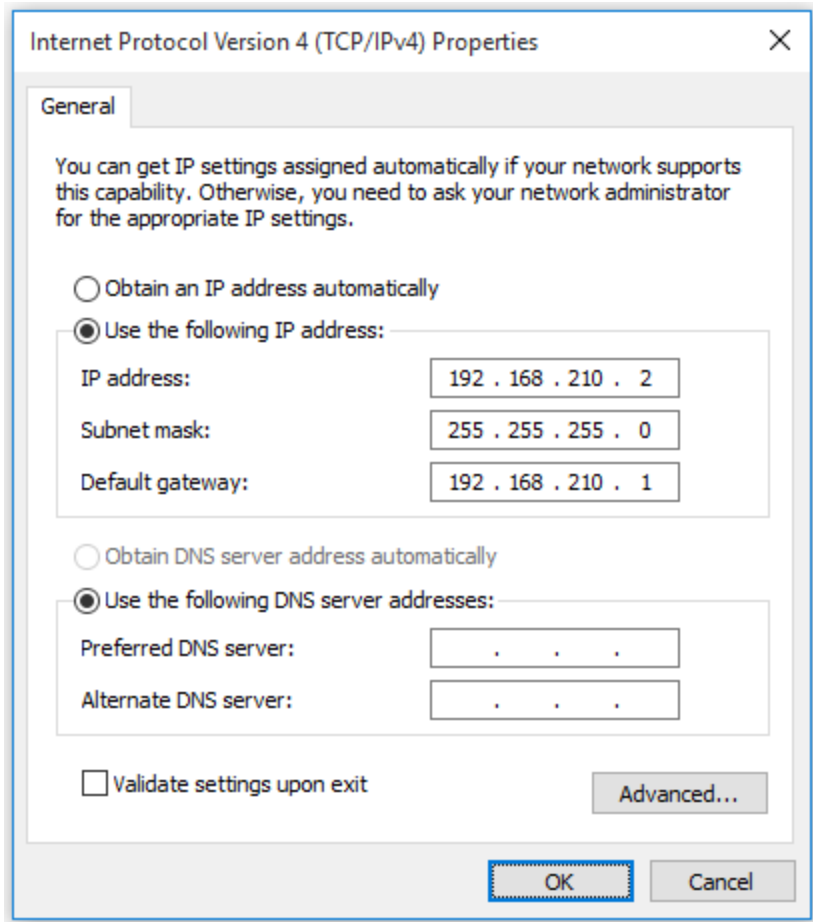 Internet Protocol Version 4 (TCP/IPv4) Properties
General
You can get IP settings assigned automatically if your network supports
this capability. Otherwise, you need to ask your network administrator
for the appropriate IP settings.
Obtain an IP address automatically
Use the following IP address:
IP address: 192 . 168 . 210 . 2
Subnet mask: 255 . 255 . 255 . 0
Default gateway: 192 . 168 . 210 . 1
Obtain DNS server address automatically
Use the following DNS server addresses:
Preferred DNS server: . . .
Alternate DNS server: . . .
Validate settings upon exit
Advanced...
OK Cancel